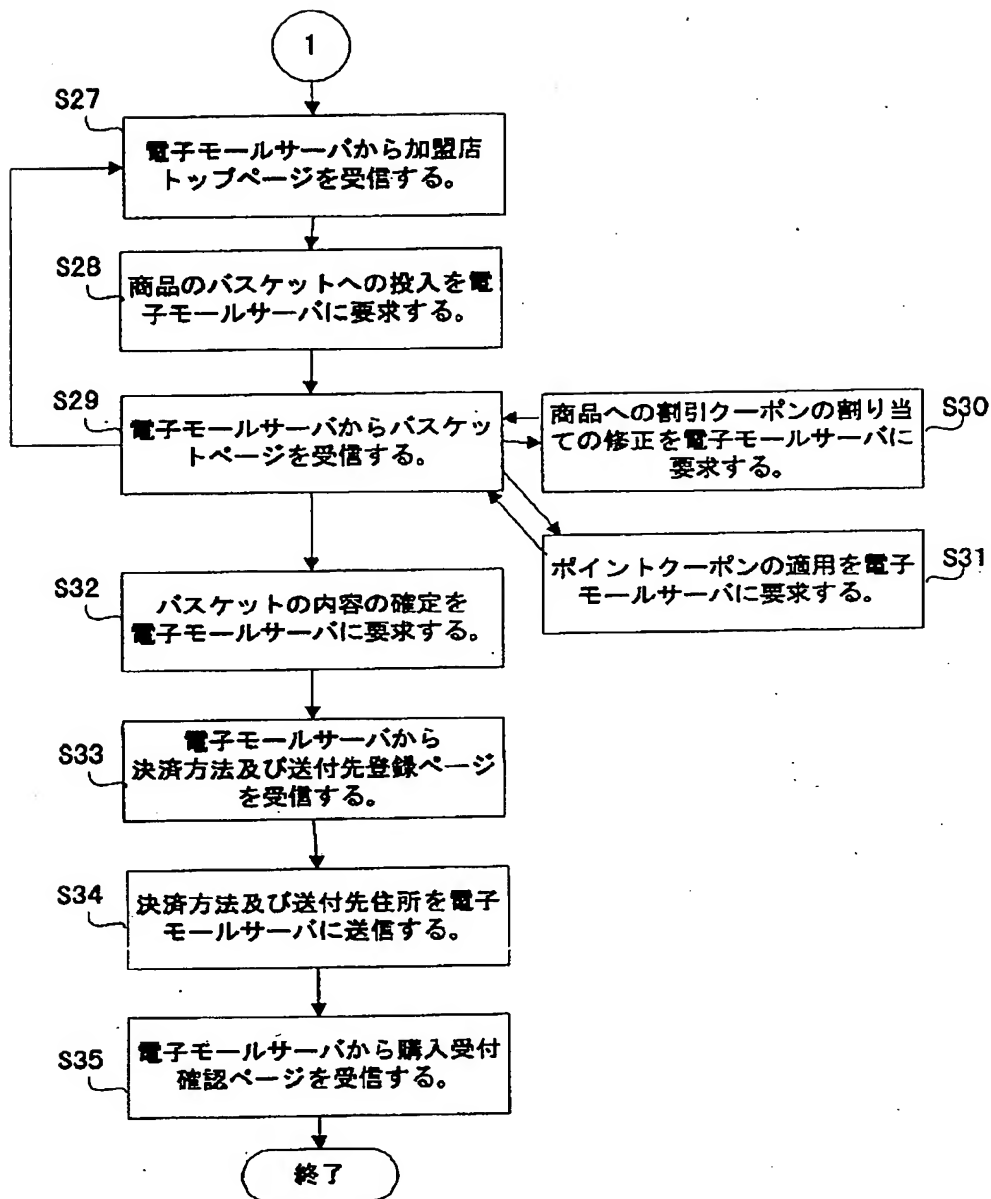 1
S27
電子モールサーバから加盟店
トップページを受信する。
S28
商品のバスケットへの投入を電
子モールサーバに要求する。
S29
電子モールサーバからバスケッ
トページを受信する。
商品への割引クーポンの割り当
ての修正を電子モールサーバに
要求する。
S30
ポイントクーポンの適用を電子
モールサーバに要求する。
S31
S32
バスケットの内容の確定を
電子モールサーバに要求する。
S33
電子モールサーバから
決済方法及び送付先登録ページ
を受信する。
S34
決済方法及び送付先住所を電子
モールサーバに送信する。
S35
電子モールサーバから購入受付
確認ページを受信する。
終了